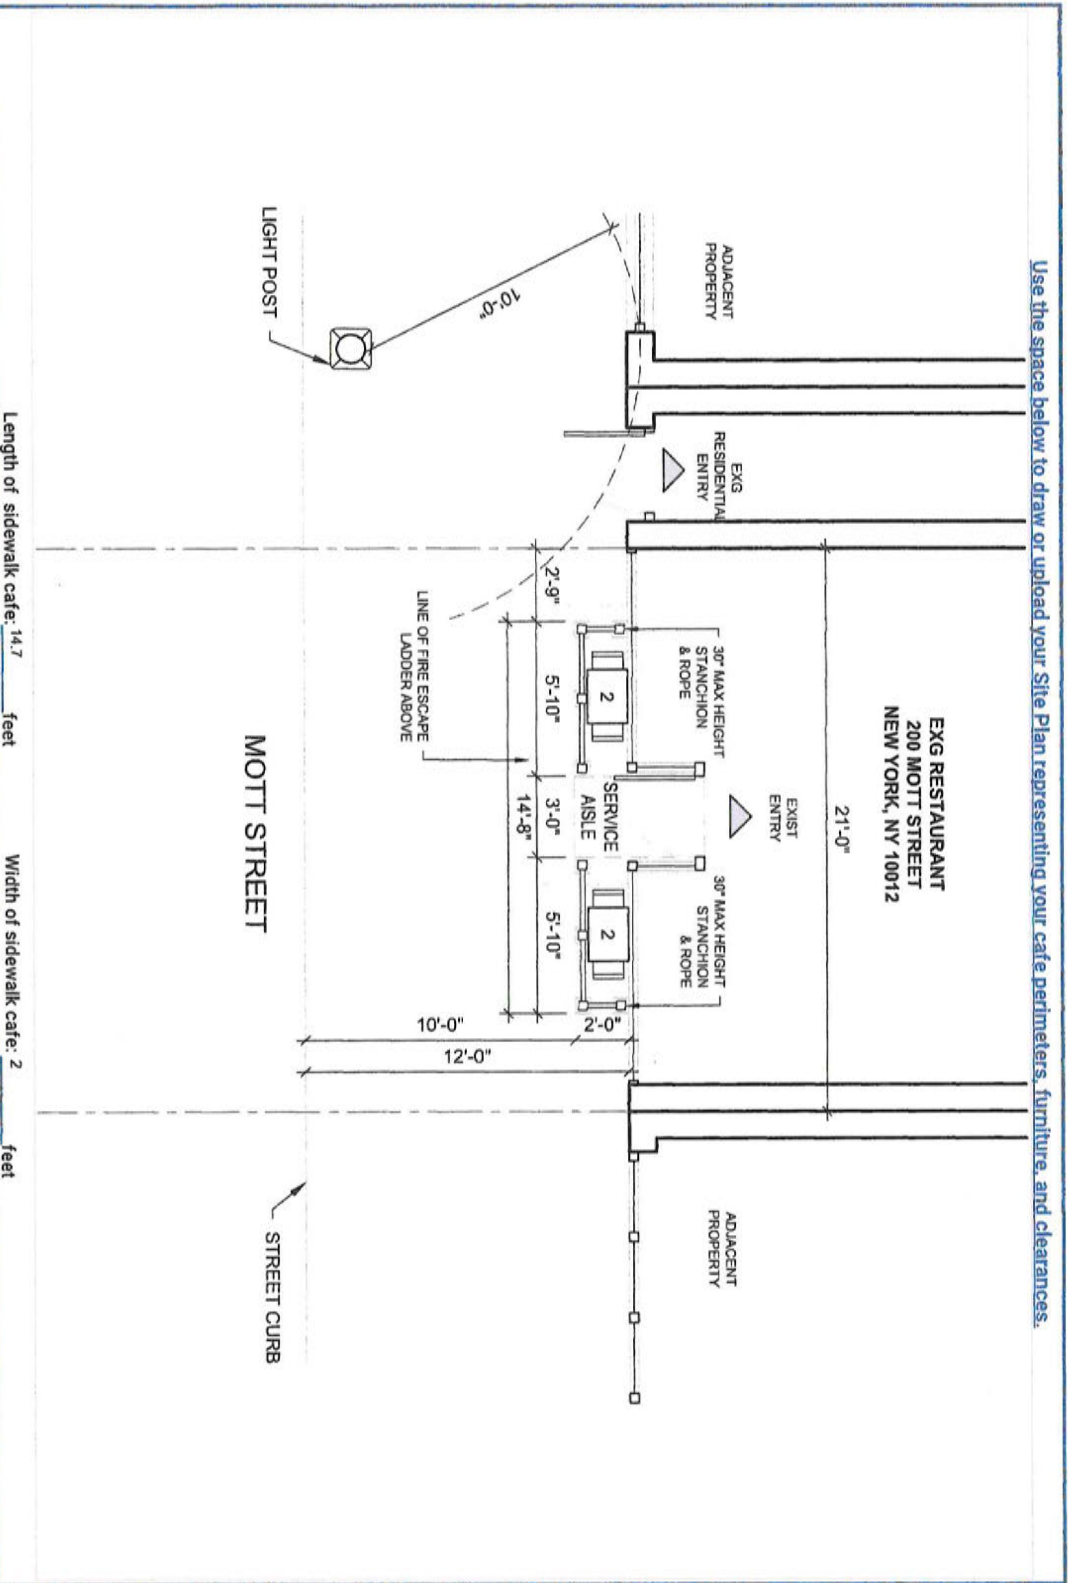 Use the space below to draw or upload your Site Plan representing your cafe perimeters, furniture, and clearances.
EXG RESTAURANT
200 MOTT STREET
NEW YORK, NY 10012
21'-0"
ADJACENT
PROPERTY
EXG
RESIDENTIAL
ENTRY
30" MAX HEIGHT
STANCHION
& ROPE
EXIST
ENTRY
30" MAX HEIGHT
STANCHION
& ROPE
ADJACENT
PROPERTY
10'-0"
2
SERVICE
AISLE
2
2'-9"
5'-10"
3'-0"
5'-10"
14'-8"
2'-0"
10'-0"
12'-0"
LINE OF FIRE ESCAPE
LADDER ABOVE
LIGHT POST
MOTT STREET
STREET CURB
Length of sidewalk cafe: 14.7 feet
Width of sidewalk cafe: 2 feet